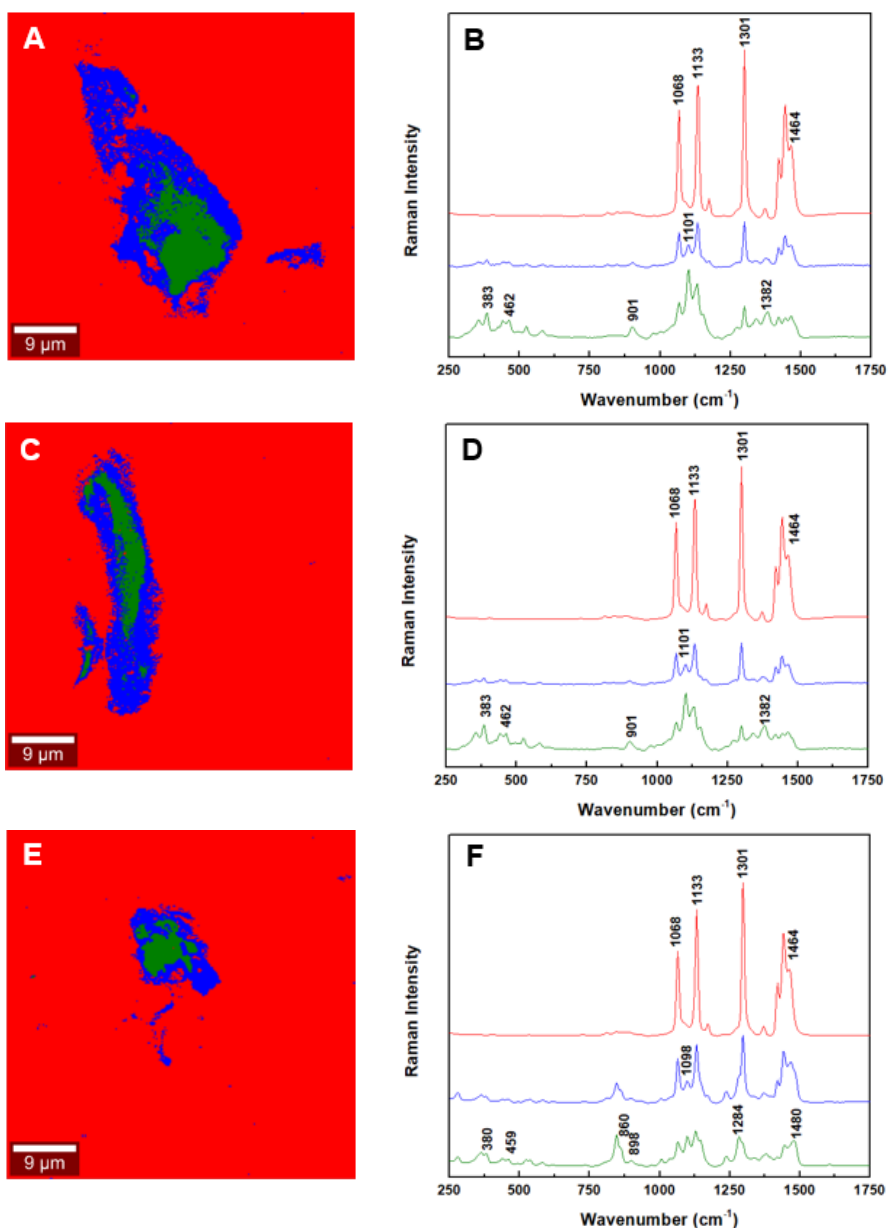 A
9 μm
B
Raman Intensity
1068
1133
1301
1464
1101
383
462
901
1382
250 500 750 1000 1250 1500 1750
Wavenumber (cm-1)
C
9 μm
D
Raman Intensity
1068
1133
1301
1464
1101
383
462
901
1382
250 500 750 1000 1250 1500 1750
Wavenumber (cm-1)
E
9 μm
F
Raman Intensity
1068
1133
1301
1464
1098
380
459
860
898
1284
1480
250 500 750 1000 1250 1500 1750
Wavenumber (cm-1)